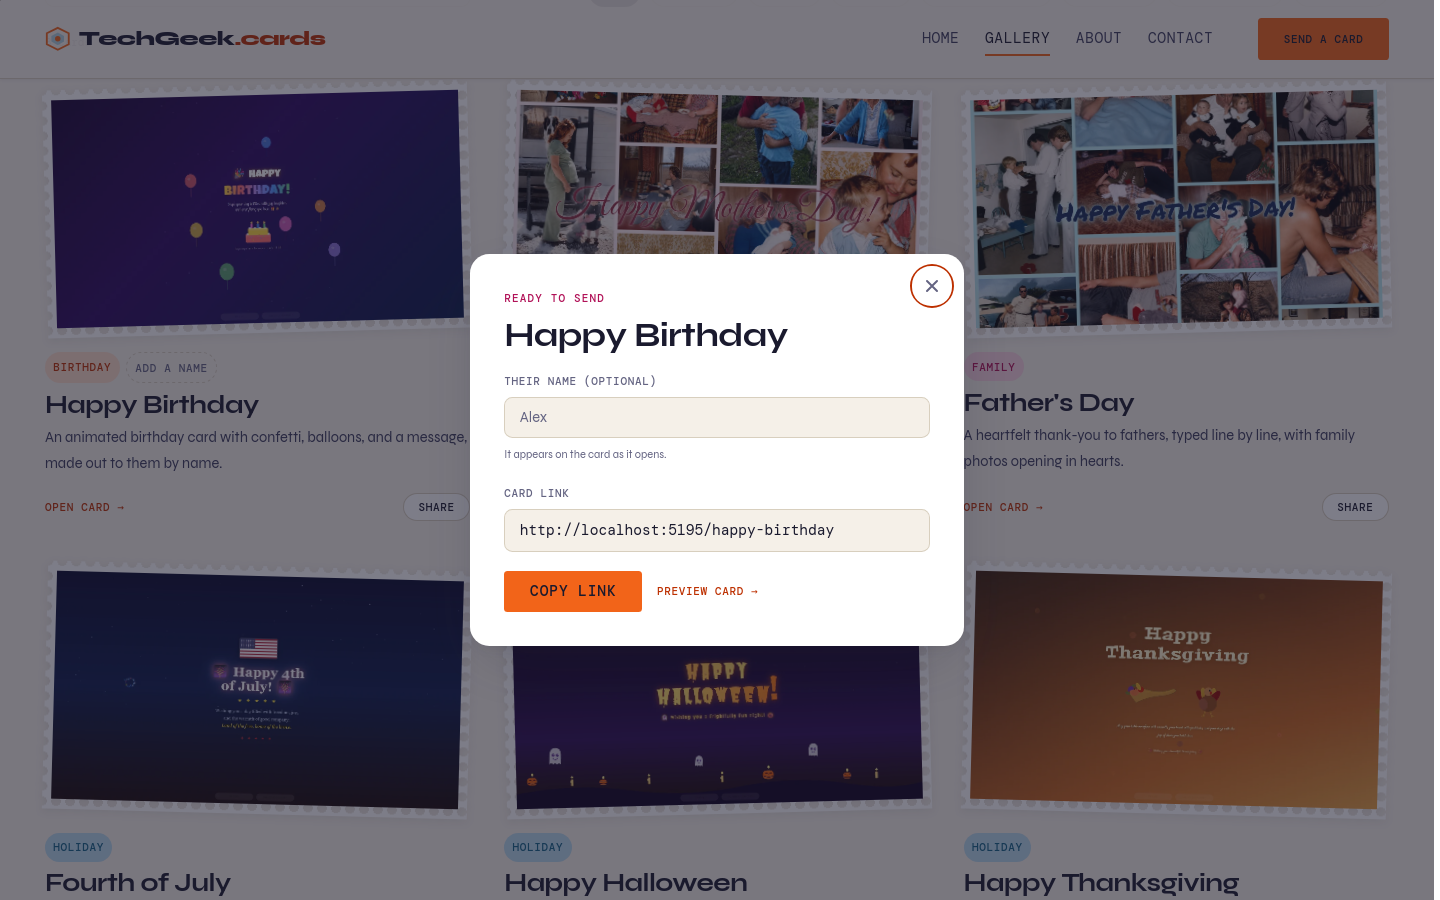 TechGeek.cards
HOME
GALLERY
ABOUT
CONTACT
SEND A CARD
HAPPY
BIRTHDAY!
Happy Mother's Day!
HAPPY FATHER'S DAY!
BIRTHDAY
ADD A NAME
Happy Birthday
An animated birthday card with confetti, balloons, and a message,
made out to them by name.
OPEN CARD →
SHARE
READY TO SEND
Happy Birthday
THEIR NAME (OPTIONAL)
Alex
It appears on the card as it opens.
CARD LINK
http://localhost:5195/happy-birthday
COPY LINK
PREVIEW CARD →
FAMILY
Father's Day
A heartfelt thank-you to fathers, typed line by line, with family
photos opening in hearts.
OPEN CARD →
SHARE
Happy 4th
of July!
HAPPY
HALLOWEEN!
Wishing you a frightfully fun night!
Happy
Thanksgiving
HOLIDAY
Fourth of July
HOLIDAY
Happy Halloween
HOLIDAY
Happy Thanksgiving